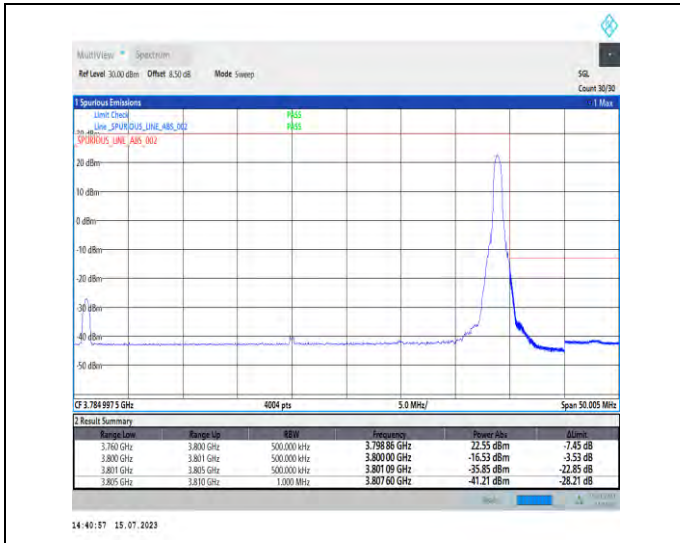 MultiView Spectrum
Ref Level 30.00 dBm Offset 8.50 dB Mode Sweep SGL
Count 30/30
1 Spurious Emissions 1 Max
Limit Check PASS
Line _SPURIOUS_LINE_ABS_002 PASS
_SPURIOUS_LINE_ABS_002
20 dBm
10 dBm
0 dBm
-10 dBm
-20 dBm
-30 dBm
-40 dBm
-50 dBm
CF 3.784 997 5 GHz 4004 pts 5.0 MHz/ Span 50.005 MHz
2 Result Summary
Range Low Range Up RBW Frequency Power Abs ΔLimit
3.760 GHz 3.800 GHz 500.000 kHz 3.798 86 GHz 22.55 dBm -7.45 dB
3.800 GHz 3.801 GHz 500.000 kHz 3.800 00 GHz -16.53 dBm -3.53 dB
3.801 GHz 3.805 GHz 500.000 kHz 3.801 09 GHz -35.85 dBm -22.85 dB
3.805 GHz 3.810 GHz 1.000 MHz 3.807 60 GHz -41.21 dBm -28.21 dB
14:40:57 15.07.2023